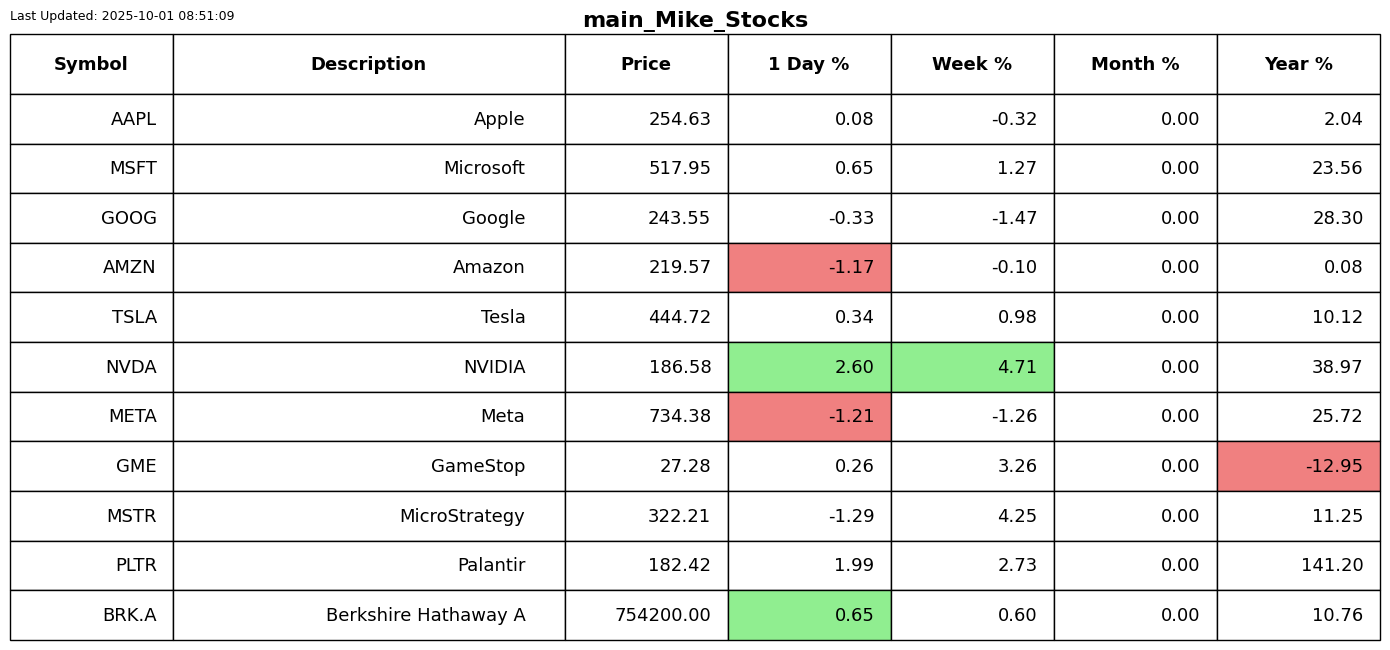 Last Updated: 2025-10-01 08:51:09
main_Mike_Stocks
Symbol Description Price 1 Day % Week % Month % Year %
AAPL Apple 254.63 0.08 -0.32 0.00 2.04
MSFT Microsoft 517.95 0.65 1.27 0.00 23.56
GOOG Google 243.55 -0.33 -1.47 0.00 28.30
AMZN Amazon 219.57 -1.17 -0.10 0.00 0.08
TSLA Tesla 444.72 0.34 0.98 0.00 10.12
NVDA NVIDIA 186.58 2.60 4.71 0.00 38.97
META Meta 734.38 -1.21 -1.26 0.00 25.72
GME GameStop 27.28 0.26 3.26 0.00 -12.95
MSTR MicroStrategy 322.21 -1.29 4.25 0.00 11.25
PLTR Palantir 182.42 1.99 2.73 0.00 141.20
BRK.A Berkshire Hathaway A 754200.00 0.65 0.60 0.00 10.76